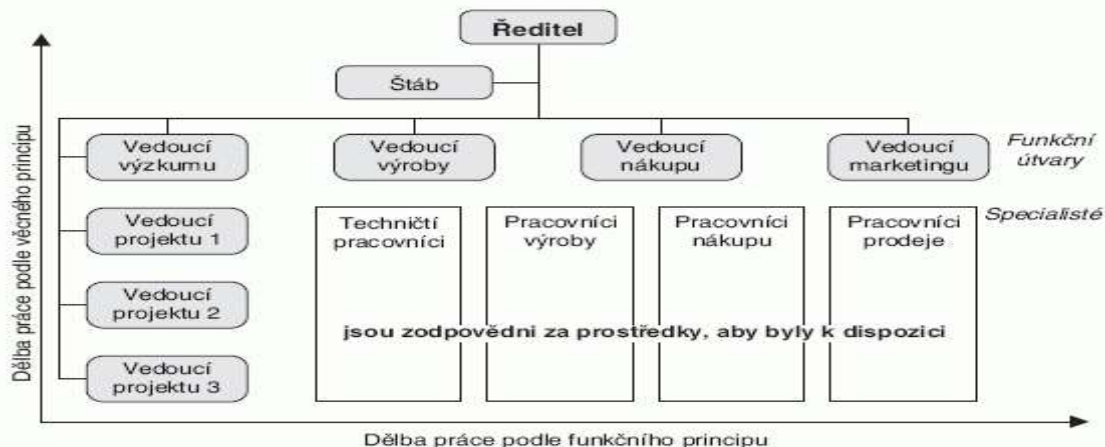 Ředitel
Štáb
Vedoucí
výzkumu
Vedoucí
výroby
Vedoucí
nákupu
Vedoucí
marketingu
Funkční
útvary
Vedoucí
projektu 1
Techničtí
pracovníci
Pracovníci
výroby
Pracovníci
nákupu
Pracovníci
prodeje
Specialisté
Vedoucí
projektu 2
jsou zodpovědni za prostředky, aby byly k dispozici
Vedoucí
projektu 3
Dělba práce podle věcného principu
Dělba práce podle funkčního principu